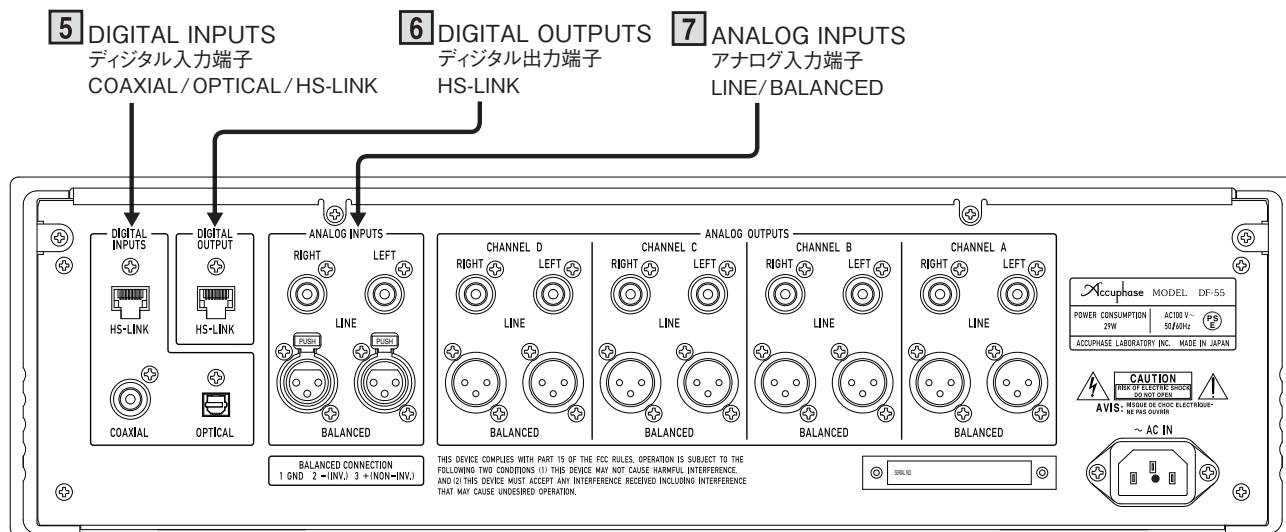 5 DIGITAL INPUTS
ディジタル入力端子
COAXIAL/OPTICAL/HS-LINK
6 DIGITAL OUTPUTS
ディジタル出力端子
HS-LINK
7 ANALOG INPUTS
アナログ入力端子
LINE/BALANCED
DIGITAL
INPUTS
HS-LINK
COAXIAL
OPTICAL
DIGITAL
OUTPUT
HS-LINK
ANALOG INPUTS
RIGHT LEFT
LINE
PUSH PUSH
BALANCED
BALANCED CONNECTION
1 GND 2 -(INV.) 3 +(NON-INV.)
ANALOG OUTPUTS
CHANNEL D
RIGHT LEFT
LINE
BALANCED
CHANNEL C
RIGHT LEFT
LINE
BALANCED
CHANNEL B
RIGHT LEFT
LINE
BALANCED
CHANNEL A
RIGHT LEFT
LINE
BALANCED
THIS DEVICE COMPLIES WITH PART 15 OF THE FCC RULES. OPERATION IS SUBJECT TO THE
FOLLOWING TWO CONDITIONS (1) THIS DEVICE MAY NOT CAUSE HARMFUL INTERFERENCE,
AND (2) THIS DEVICE MUST ACCEPT ANY INTERFERENCE RECEIVED INCLUDING INTERFERENCE
THAT MAY CAUSE UNDESIRED OPERATION.
SERIAL NO.
Accuphase MODEL DF-55
POWER CONSUMPTION
29W
AC100 V~
50/60Hz
PS
E
ACCUPHASE LABORATORY INC. MADE IN JAPAN
CAUTION
RISK OF ELECTRIC SHOCK
DO NOT OPEN
AVIS: RISQUE DE CHOC ELECTRIQUE-
NE PAS OUVRIR
~ AC IN